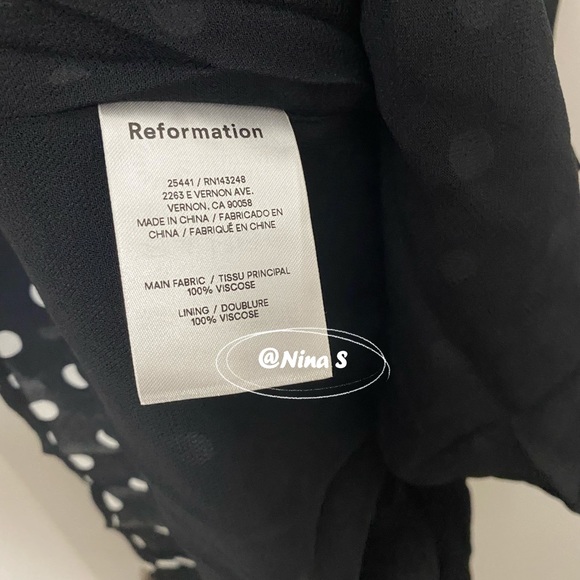 Reformation
25441 / RN143248
2263 E VERNON AVE.
VERNON, CA 90058
MADE IN CHINA / FABRICADO EN
CHINA / FABRIQUÉ EN CHINE
MAIN FABRIC / TISSU PRINCIPAL
100% VISCOSE
LINING / DOUBLURE
100% VISCOSE
@Nina S